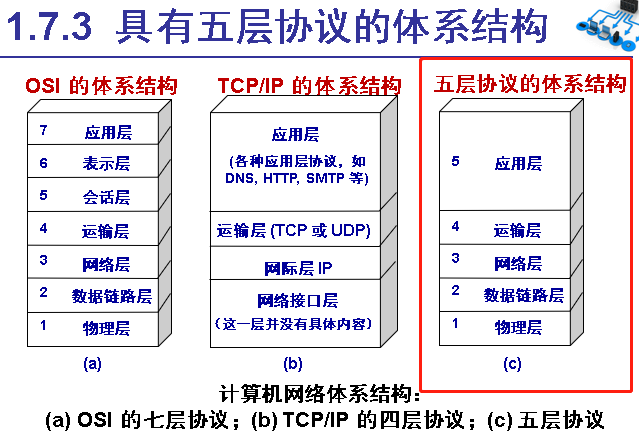 1.7.3 具有五层协议的体系结构
OSI 的体系结构
7 应用层
6 表示层
5 会话层
4 运输层
3 网络层
2 数据链路层
1 物理层
(a)
TCP/IP 的体系结构
应用层
(各种应用层协议，如
DNS, HTTP, SMTP 等)
运输层 (TCP 或 UDP)
网际层 IP
网络接口层
（这一层并没有具体内容）
(b)
五层协议的体系结构
5 应用层
4 运输层
3 网络层
2 数据链路层
1 物理层
(c)
计算机网络体系结构：
(a) OSI 的七层协议；(b) TCP/IP 的四层协议；(c) 五层协议